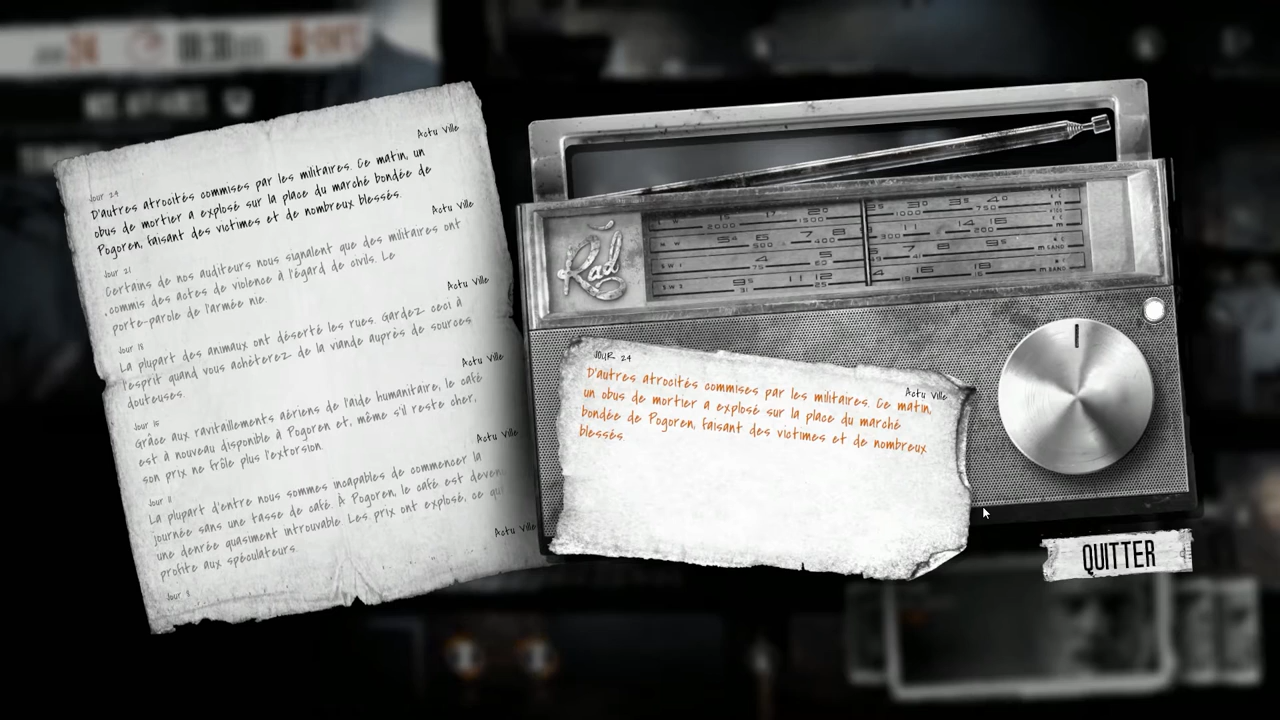 Actu Ville
Jour 24
D'autres atrocités commises par les militaires. Ce matin, un
obus de mortier a explosé sur la place du marché bondée de
Pogoren, faisant des victimes et de nombreux blessés.
Actu Ville
Jour 21
Certains de nos auditeurs nous signalent que des militaires ont
commis des actes de violence à l'égard de civils. Le
porte-parole de l'armée nie.
Actu Ville
Jour 18
La plupart des animaux ont déserté les rues. Gardez ceci à
l'esprit quand vous achèterez de la viande auprès de sources
douteuses.
Actu Ville
Jour 16
Grâce aux ravitaillements aériens de l'aide humanitaire, le café
est à nouveau disponible à Pogoren et, même s'il reste cher,
son prix ne frôle plus l'extorsion.
Actu Ville
Jour 11
La plupart d'entre nous sommes incapables de commencer la
journée sans une tasse de café. À Pogoren, le café est deven
une denrée quasiment introuvable. Les prix ont explosé, ce qui
profite aux spéculateurs.
Actu Ville
Rad
JOUR 24
Actu Ville
D'autres atrocités commises par les militaires. Ce matin,
un obus de mortier a explosé sur la place du marché
bondée de Pogoren, faisant des victimes et de nombreux
blessés.
QUITTER